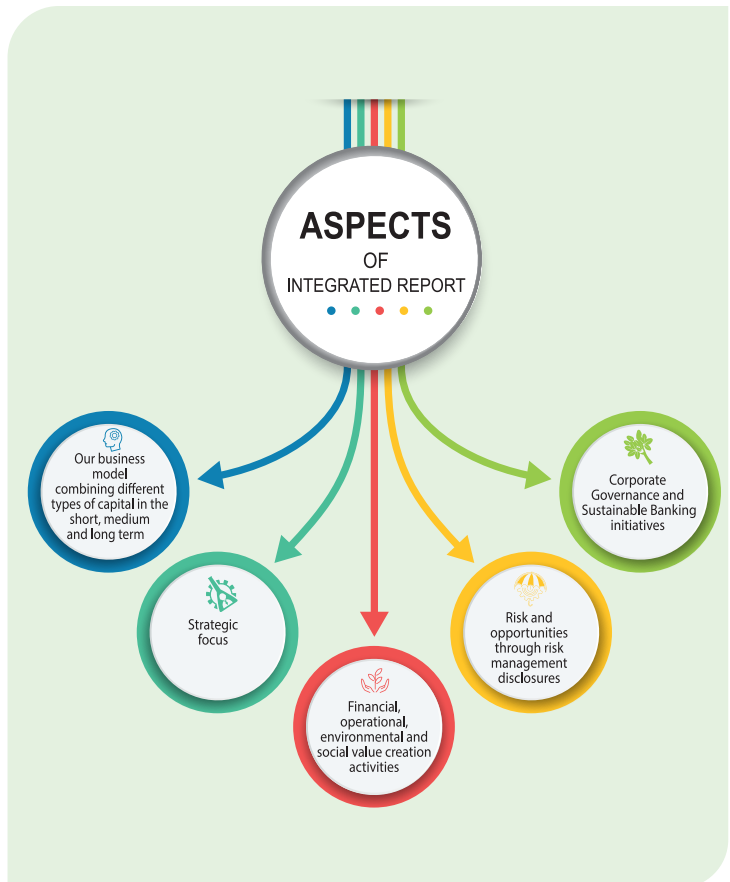 ASPECTS
OF
INTEGRATED REPORT
Our business
model
combining different
types of capital in the
short, medium
and long term
Strategic
focus
Financial,
operational,
environmental and
social value creation
activities
Risk and
opportunities
through risk
management
disclosures
Corporate
Governance and
Sustainable Banking
initiatives